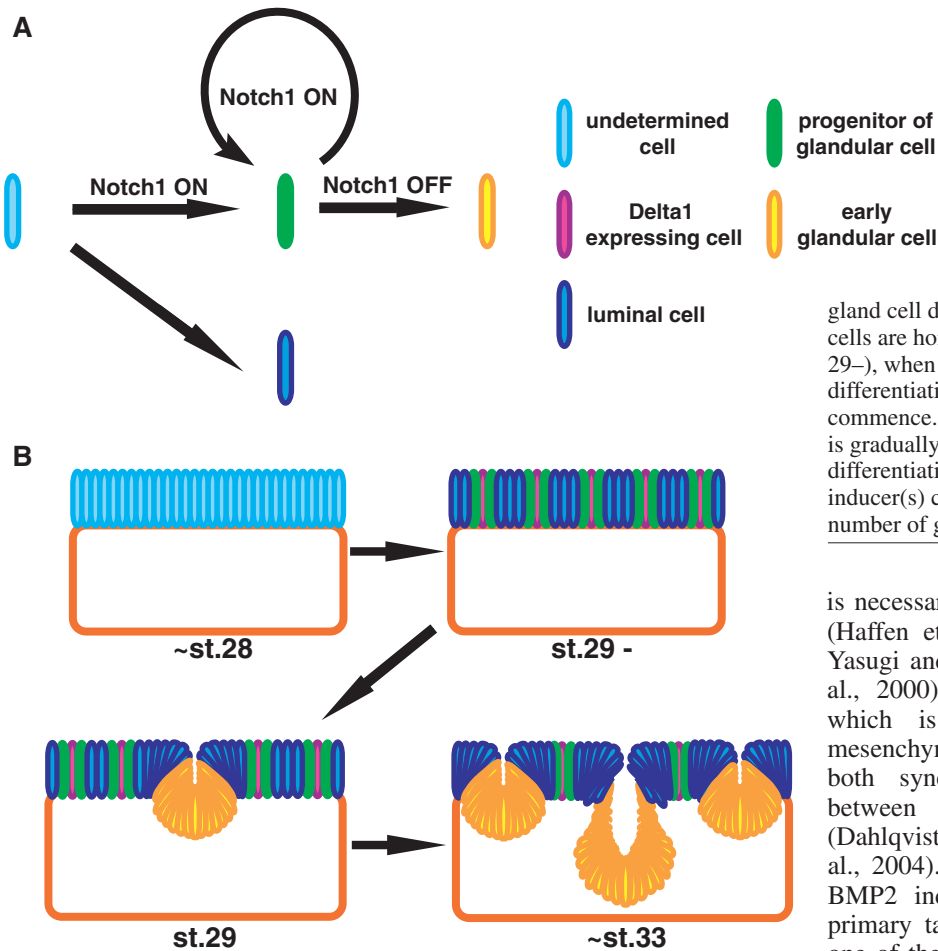 A
Notch1 ON
Notch1 ON
Notch1 OFF
undetermined
cell
progenitor of
glandular cell
Delta1
expressing cell
early
glandular cell
luminal cell
B
~st.28
st.29 -
st.29
~st.33
gland cell d
cells are ho
29–), when
differentiati
commence.
is gradually
differentiati
inducer(s) c
number of g
is necessar
(Haffen et
Yasugi and
al., 2000)
which is
mesenchyr
both sync
between
(Dahlqvist
al., 2004).
BMP2 ind
primary ta